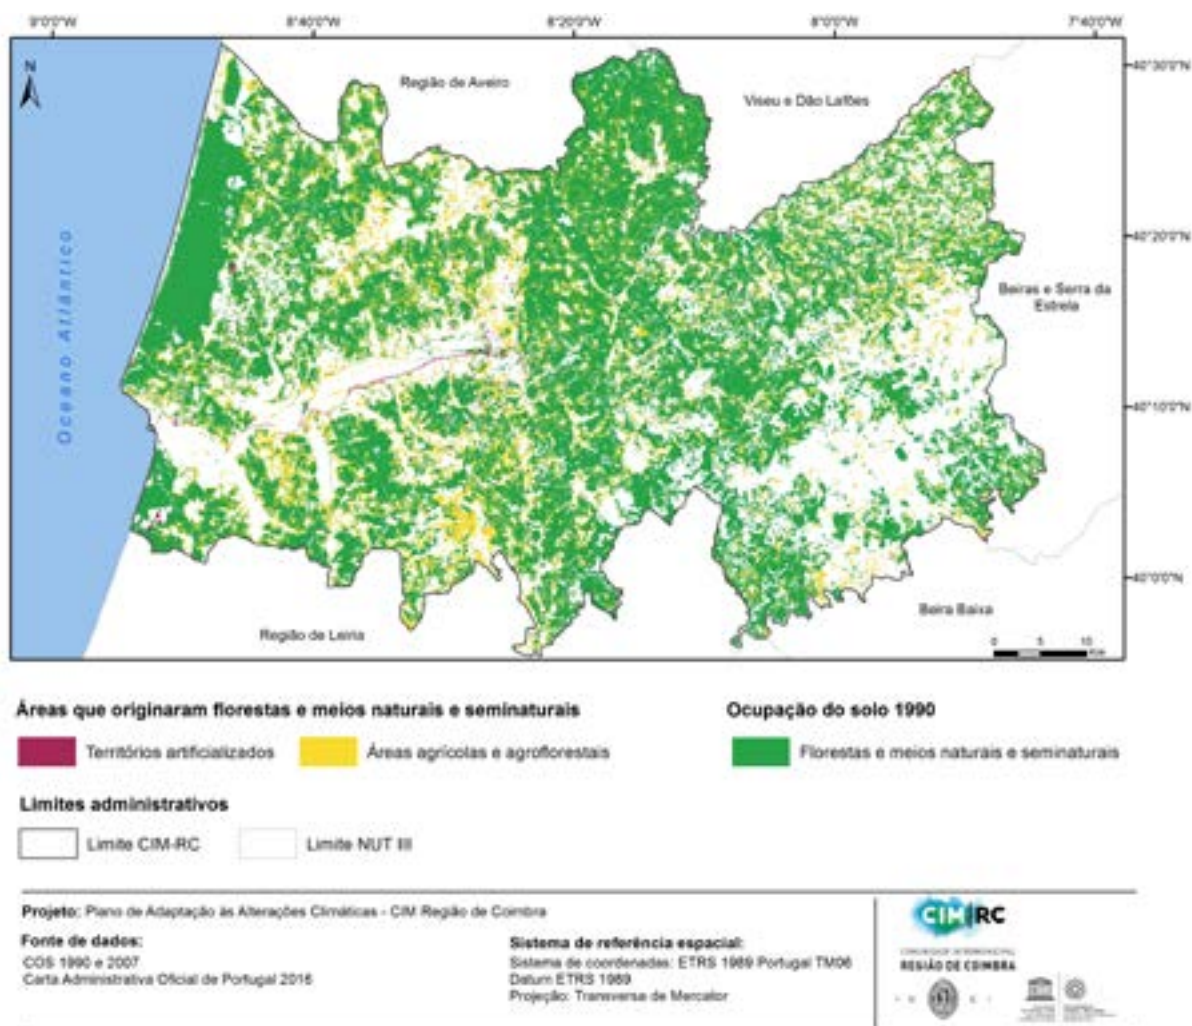 9°0'0"W 8°40'0"W 8°20'0"W 8°0'0"W 7°40'0"W
N
40°30'0"N
Região de Aveiro
Viseu e Dão Lafões
40°20'0"N
Oceano Atlântico
Beiras e Serra da
Estrela
40°10'0"N
40°0'0"N
Beira Baixa
Região de Leiria
0 5 10
Km
Áreas que originaram florestas e meios naturais e seminaturais
Ocupação do solo 1990
Territórios artificializados
Áreas agrícolas e agroflorestais
Florestas e meios naturais e seminaturais
Limites administrativos
Limite CIM-RC
Limite NUT III
Projeto: Plano de Adaptação às Alterações Climáticas - CIM Região de Coimbra
Fonte de dados:
COS 1990 e 2007
Carta Administrativa Oficial de Portugal 2016
Sistema de referência espacial:
Sistema de coordenadas: ETRS 1989 Portugal TM06
Datum ETRS 1989
Projeção: Transversa de Mercator
CIM RC
COMUNIDADE INTERMUNICIPAL
REGIÃO DE COIMBRA